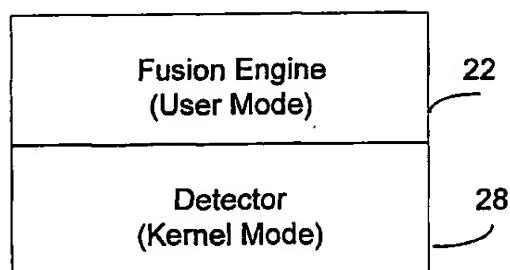 Fusion Engine
(User Mode)
22
Detector
(Kernel Mode)
28